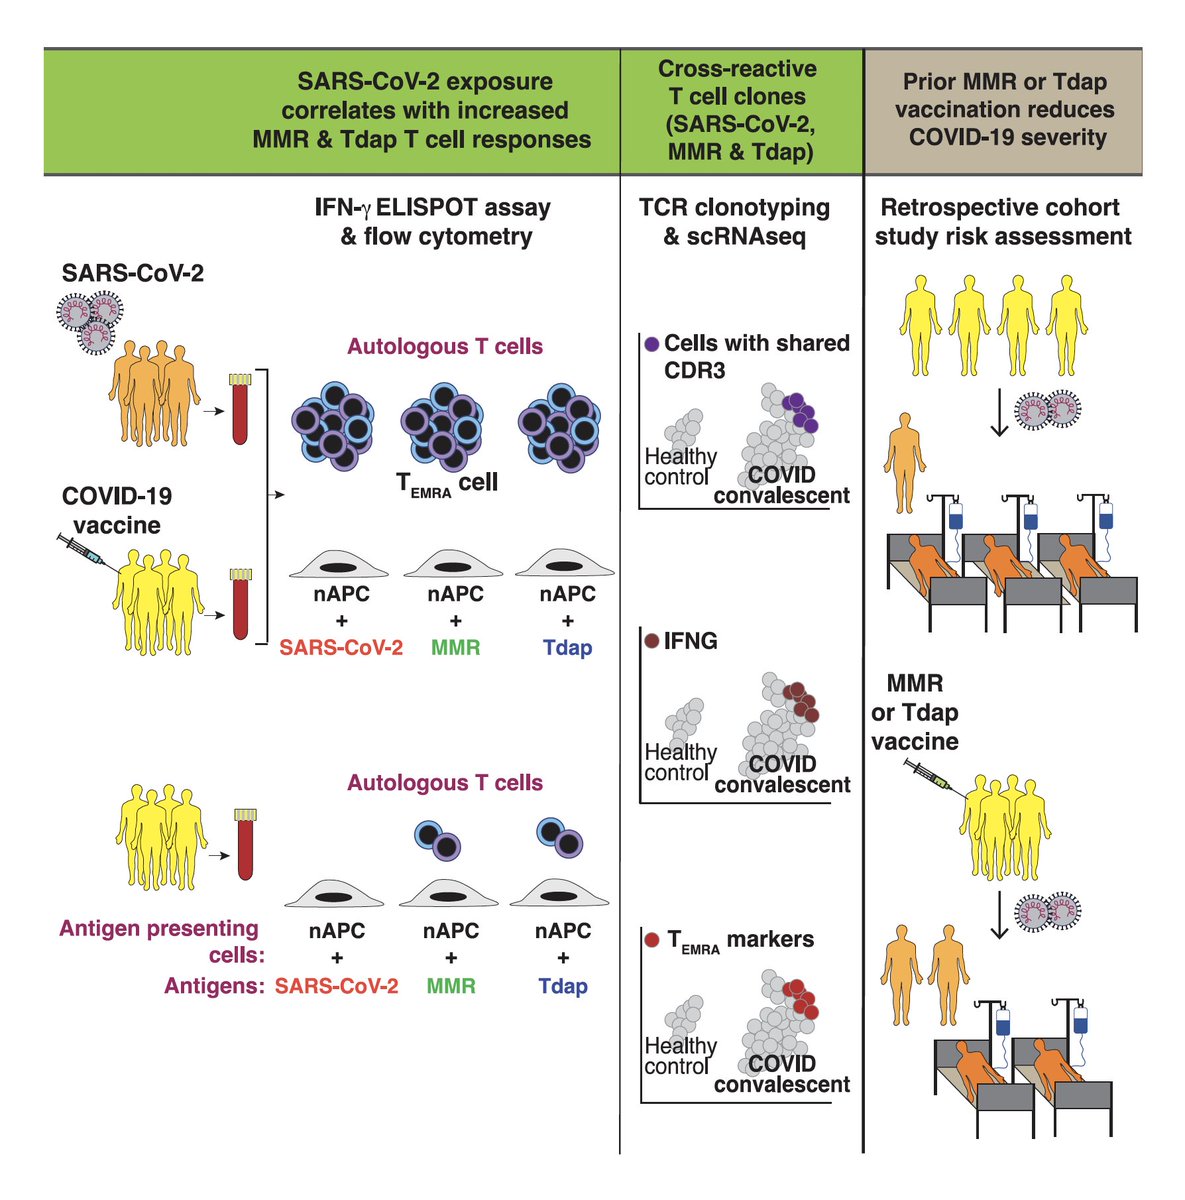 SARS-CoV-2 exposure
correlates with increased
MMR & Tdap T cell responses
Cross-reactive
T cell clones
(SARS-CoV-2,
MMR & Tdap)
Prior MMR or Tdap
vaccination reduces
COVID-19 severity
IFN-γ ELISPOT assay
& flow cytometry
SARS-CoV-2
Autologous T cells
TEMRA cell
COVID-19
vaccine
nAPC nAPC nAPC
+ + +
SARS-CoV-2 MMR Tdap
Autologous T cells
Antigen presenting
cells:
nAPC nAPC nAPC
+ + +
Antigens: SARS-CoV-2 MMR Tdap
TCR clonotyping
& scRNAseq
Cells with shared
CDR3
Healthy
control
COVID
convalescent
IFNG
Healthy
control
COVID
convalescent
TEMRA markers
Healthy
control
COVID
convalescent
Retrospective cohort
study risk assessment
MMR
or Tdap
vaccine